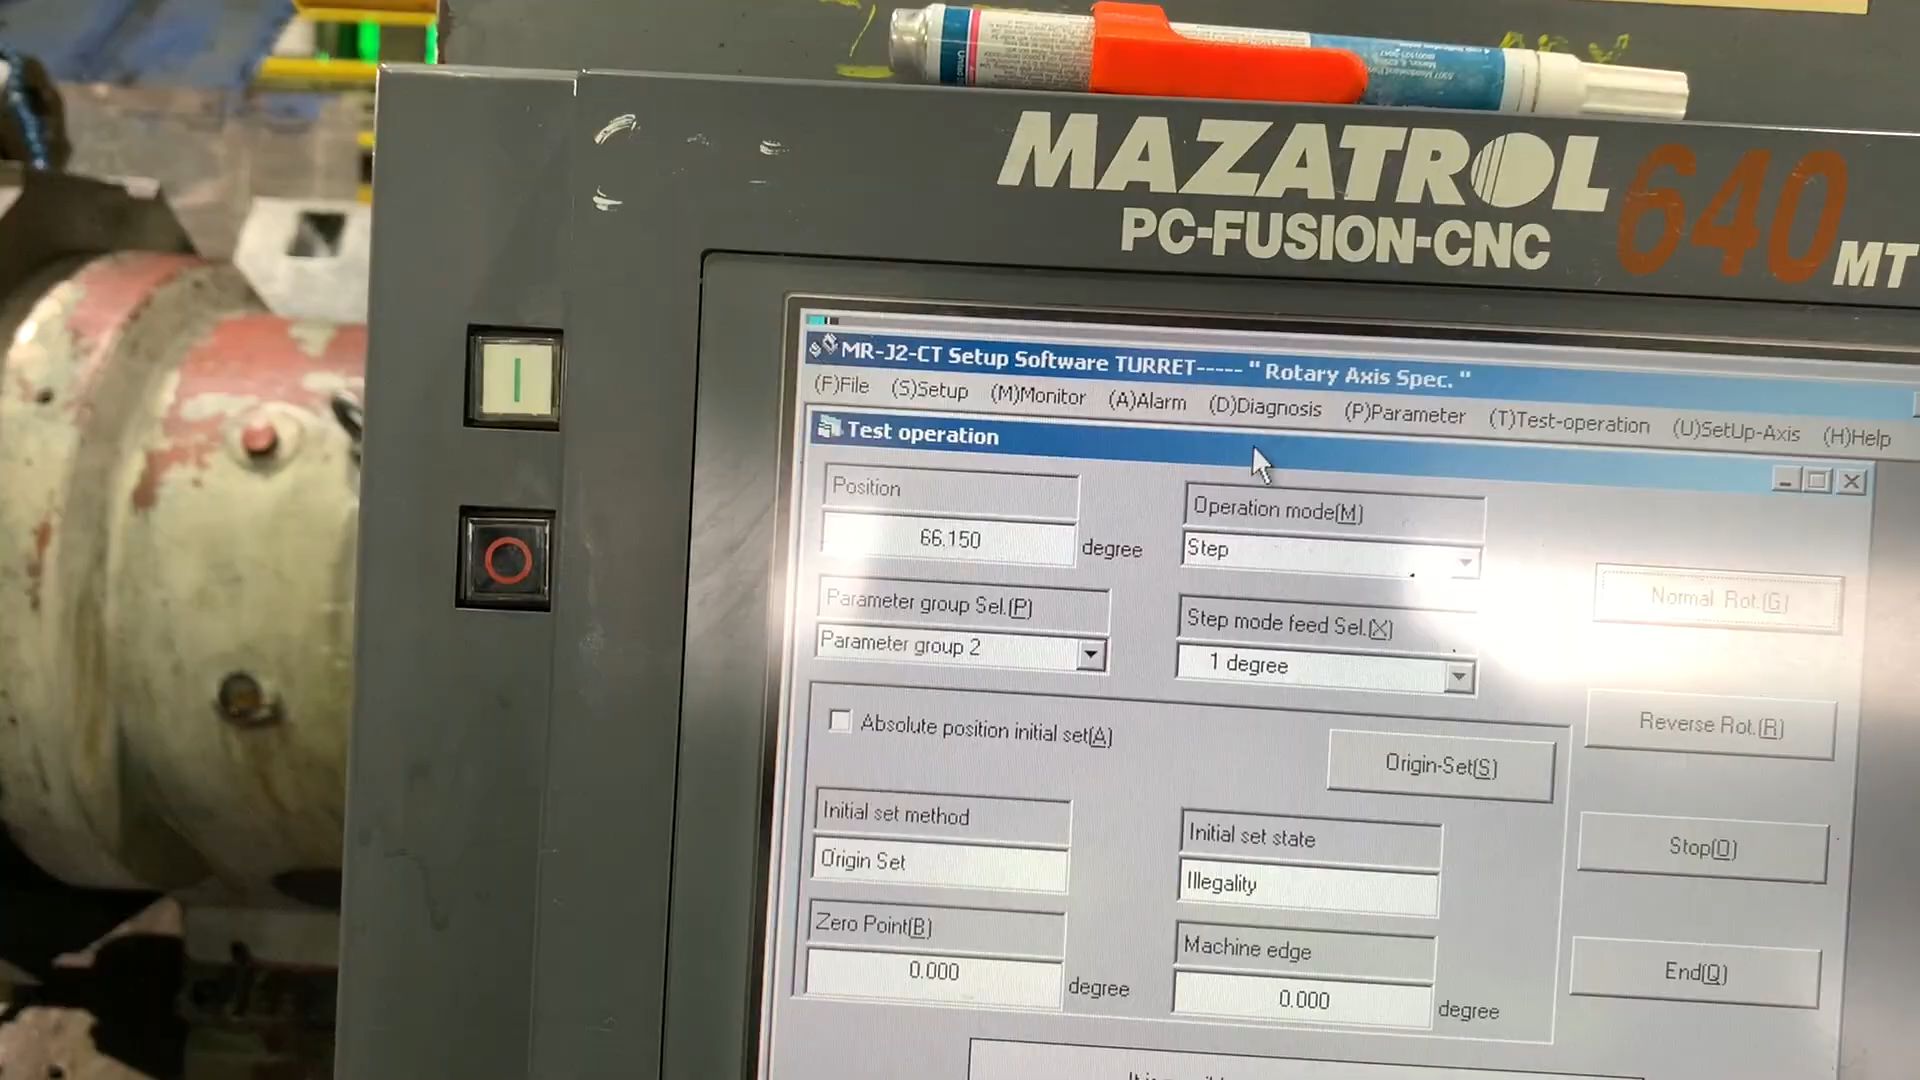 MAZATROL 640 MT
PC-FUSION-CNC
MR-J2-CT Setup Software TURRET----- " Rotary Axis Spec. "
(F)File (S)Setup (M)Monitor (A)Alarm (D)Diagnosis (P)Parameter (T)Test-operation (U)SetUp-Axis (H)Help
Test operation
Position
66.150 degree
Operation mode(M)
Step
Normal Rot.(G)
Parameter group Sel.(P)
Parameter group 2
Step mode feed Sel.(X)
1 degree
Reverse Rot.(R)
Absolute position initial set(A)
Origin-Set(S)
Stop(O)
Initial set method
Origin Set
Initial set state
Illegality
Zero Point(B)
0.000 degree
Machine edge
0.000 degree
End(Q)